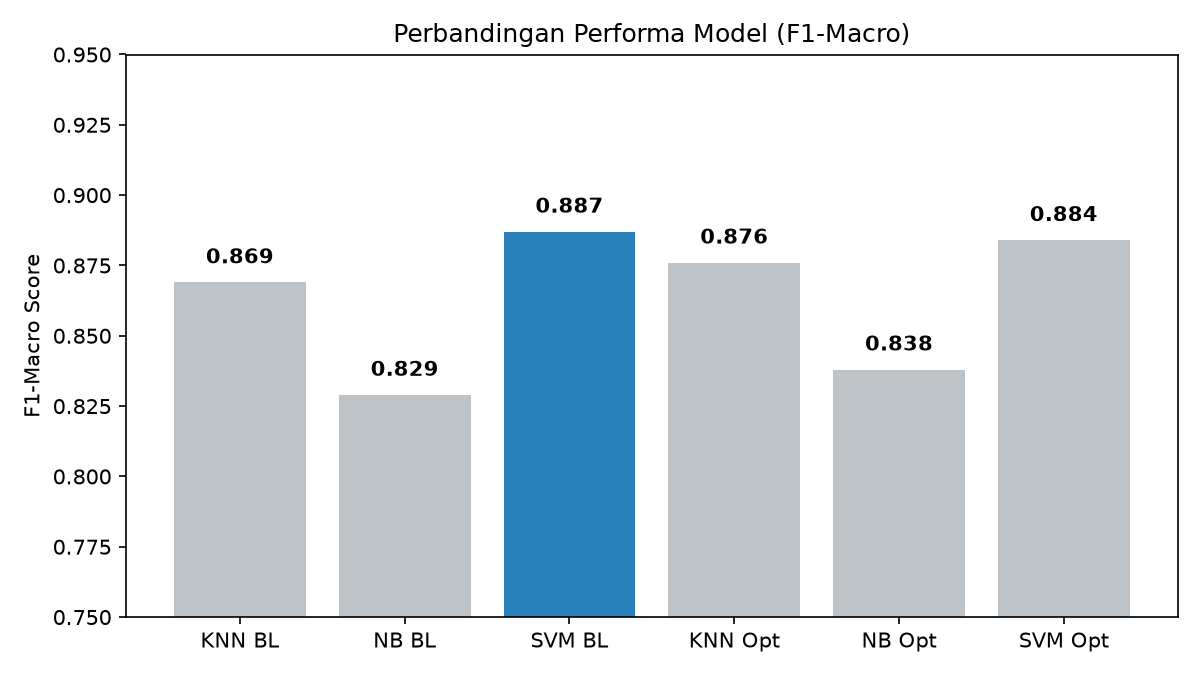 Perbandingan Performa Model (F1-Macro)
F1-Macro Score
0.950
0.925
0.900
0.875
0.850
0.825
0.800
0.775
0.750
0.869
0.829
0.887
0.876
0.838
0.884
KNN BL
NB BL
SVM BL
KNN Opt
NB Opt
SVM Opt